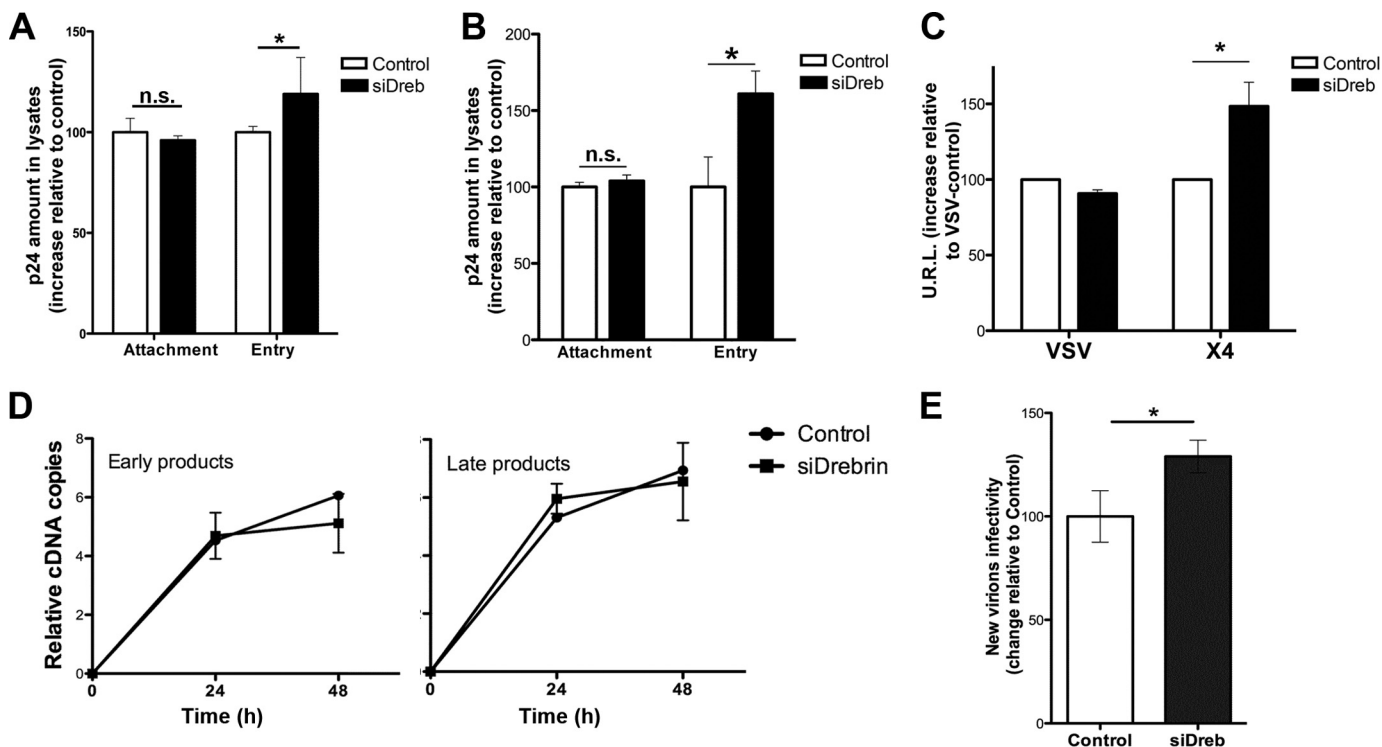 A
p24 amount in lysates
(increase relative to control)
150
100
50
0
n.s.
*
Control
siDreb
Attachment Entry
B
p24 amount in lysates
(increase relative to control)
200
150
100
50
0
n.s.
*
Control
siDreb
Attachment Entry
C
U.R.L. (increase relative
to VSV-control)
150
100
50
0
*
Control
siDreb
VSV X4
D
Relative cDNA copies
8
6
4
2
0
Early products
0 24 48
Time (h)
Late products
0 24 48
Time (h)
Control
siDrebrin
E
New virions infectivity
(change relative to Control)
150
100
50
0
*
Control siDreb